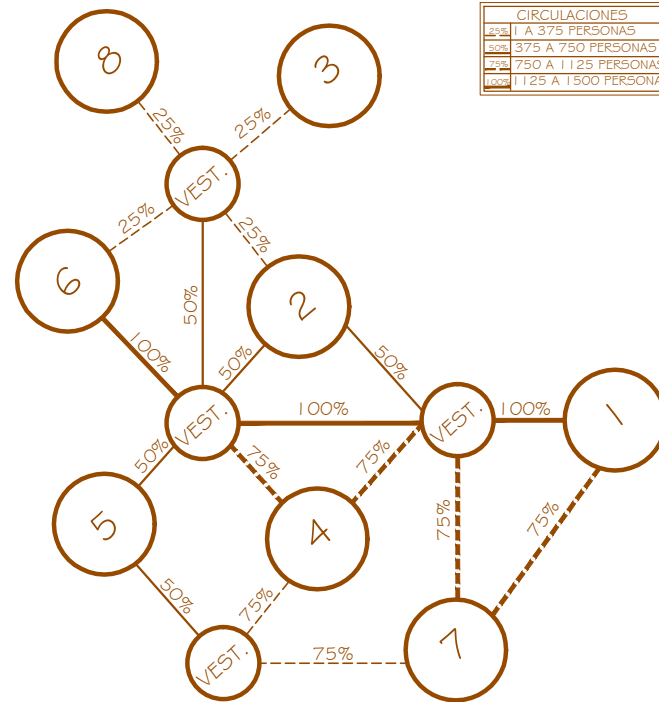 CIRCULACIONES
25% 1 A 375 PERSONAS
50% 375 A 750 PERSONAS
75% 750 A 1125 PERSONAS
100% 1125 A 1500 PERSONA
8
3
25%
25%
VEST.
25%
25%
6
2
50%
100%
50%
50%
1
VEST.
100%
VEST.
100%
50%
75%
75%
5
4
75%
75%
50%
75%
7
VEST.
75%